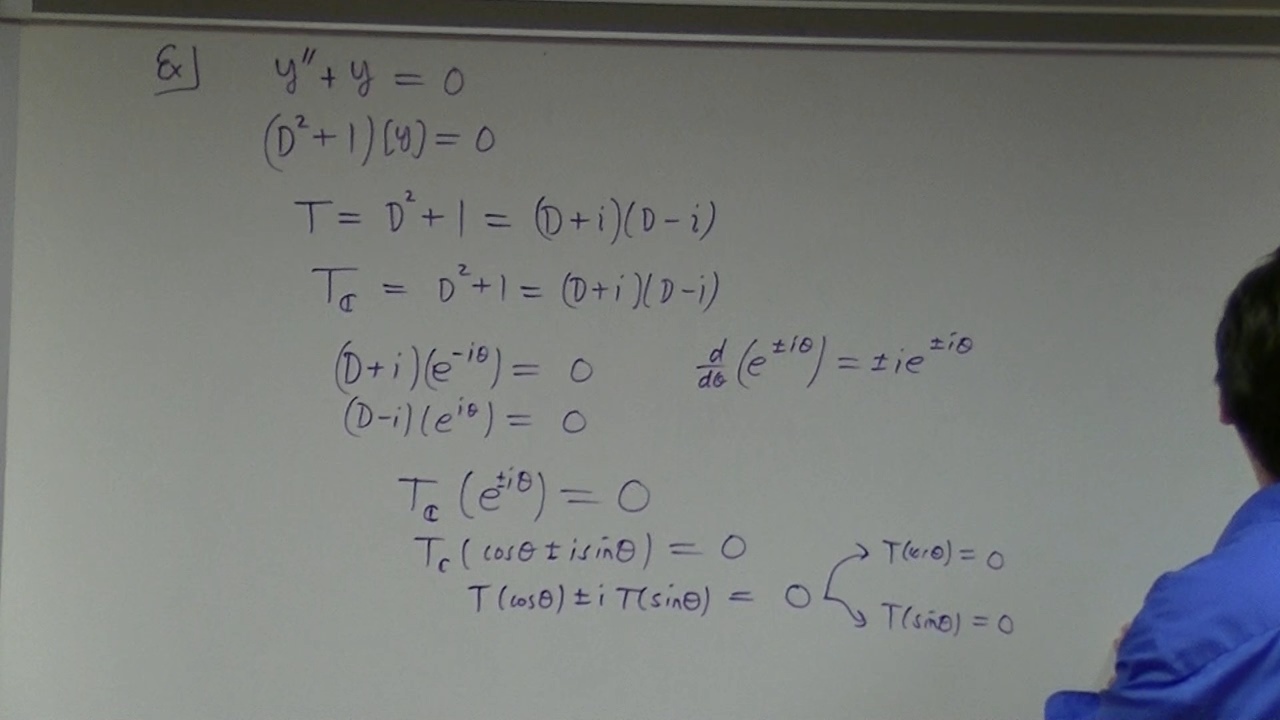 Ex] y'' + y = 0
(D² + 1)[y] = 0
T = D² + 1 = (D + i)(D − i)
T_ℂ = D² + 1 = (D + i)(D − i)
(D + i)(e^{−iθ}) = 0 d/dθ (e^{±iθ}) = ±ie^{±iθ}
(D − i)(e^{iθ}) = 0
T_ℂ (e^{±iθ}) = 0
T_ℂ (cosθ ± i sinθ) = 0 T(cosθ) = 0
T(cosθ) ± i T(sinθ) = 0 T(sinθ) = 0